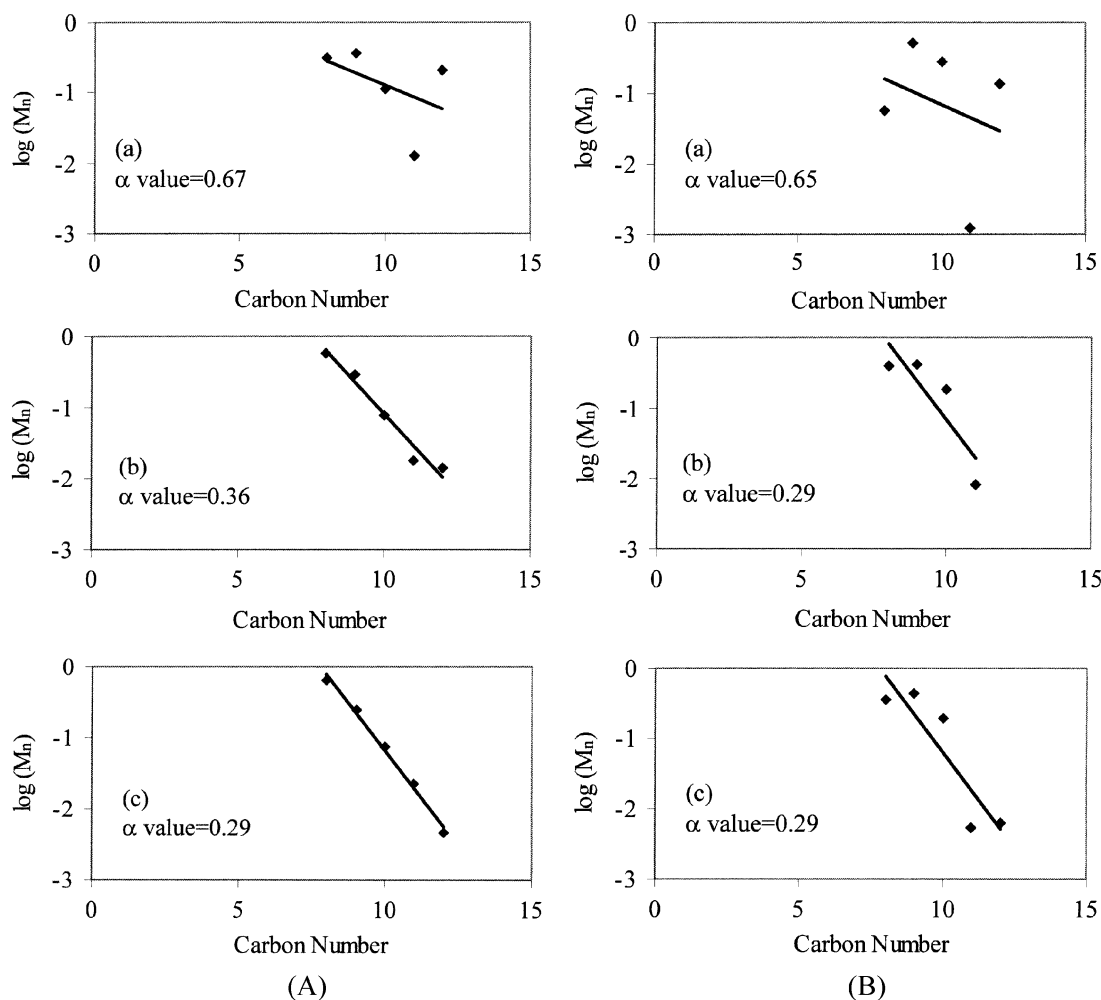 0
-1
-2
-3
log (Mn)
(a)
α value=0.67
0 5 10 15
Carbon Number
0
-1
-2
-3
log (Mn)
(a)
α value=0.65
0 5 10 15
Carbon Number
0
-1
-2
-3
log (Mn)
(b)
α value=0.36
0 5 10 15
Carbon Number
0
-1
-2
-3
log (Mn)
(b)
α value=0.29
0 5 10 15
Carbon Number
0
-1
-2
-3
log (Mn)
(c)
α value=0.29
0 5 10 15
Carbon Number
(A)
0
-1
-2
-3
log (Mn)
(c)
α value=0.29
0 5 10 15
Carbon Number
(B)